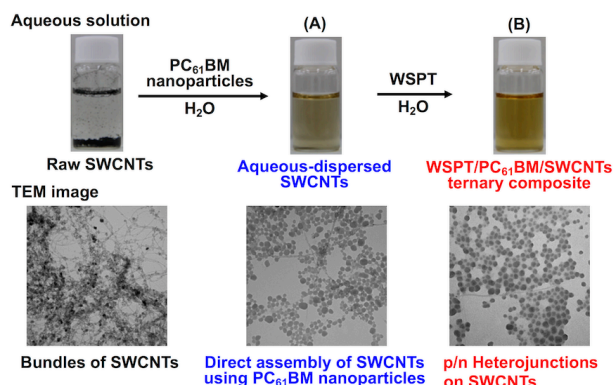 Aqueous solution
(A)
(B)
PC61BM
nanoparticles
H2O
WSPT
H2O
Raw SWCNTs
Aqueous-dispersed
SWCNTs
WSPT/PC61BM/SWCNTs
ternary composite
TEM image
Bundles of SWCNTs
Direct assembly of SWCNTs
using PC61BM nanoparticles
p/n Heterojunctions
on SWCNTs